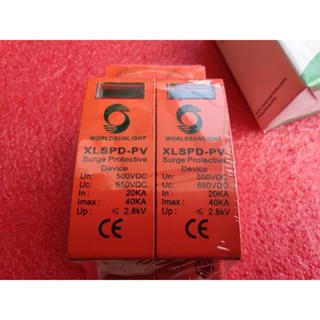 WORLDSUNLIGHT
XLSPD-PV
Surge Protective
Device
Un: 500VDC
Uc: 650VDC
In : 20KA
Imax: 40KA
Up : ≤ 2.8kV
CE
WORLDSUNLIGHT
XLSPD-PV
Surge Protective
Device
Un: 500VDC
Uc: 650VDC
In : 20KA
Imax: 40KA
Up : ≤ 2.8kV
CE